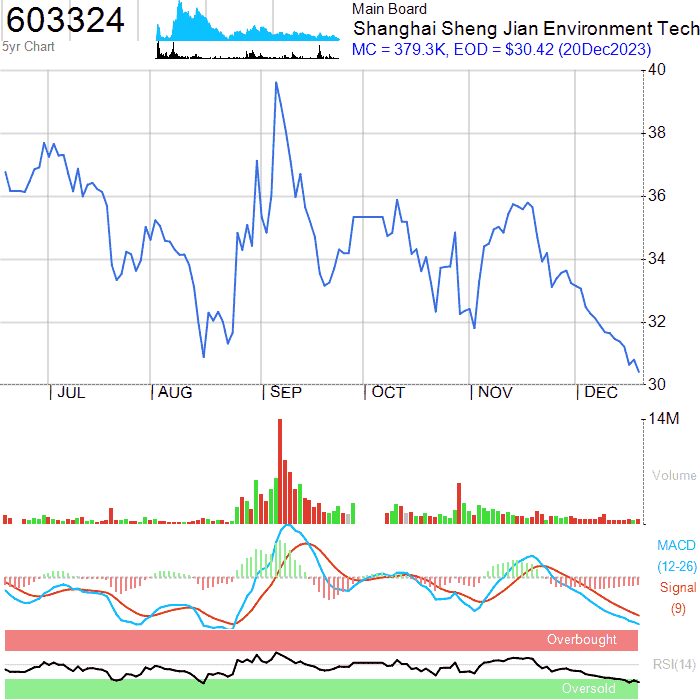 603324
5yr Chart
Main Board
Shanghai Sheng Jian Environment Tech
MC = 379.3K, EOD = $30.42 (20Dec2023)
40
38
36
34
32
30
JUL
AUG
SEP
OCT
NOV
DEC
14M
Volume
MACD
(12-26)
Signal
(9)
Overbought
RSI(14)
Oversold